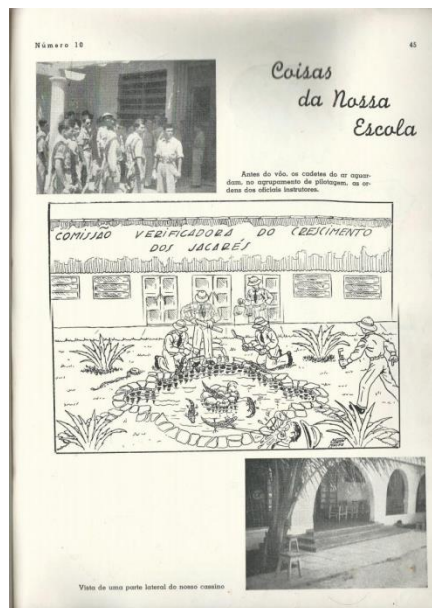 Número 10
45
Coisas
da Nossa
Escola
Antes do vôo, os cadetes do ar aguar-
dam, no agrupamento de pilotagem, as or-
dens dos oficiais instrutores.
COMISSÃO VERIFICADORA DO CRESCIMENTO
DOS JACARÉS
Vista de uma parte lateral do nosso cassino